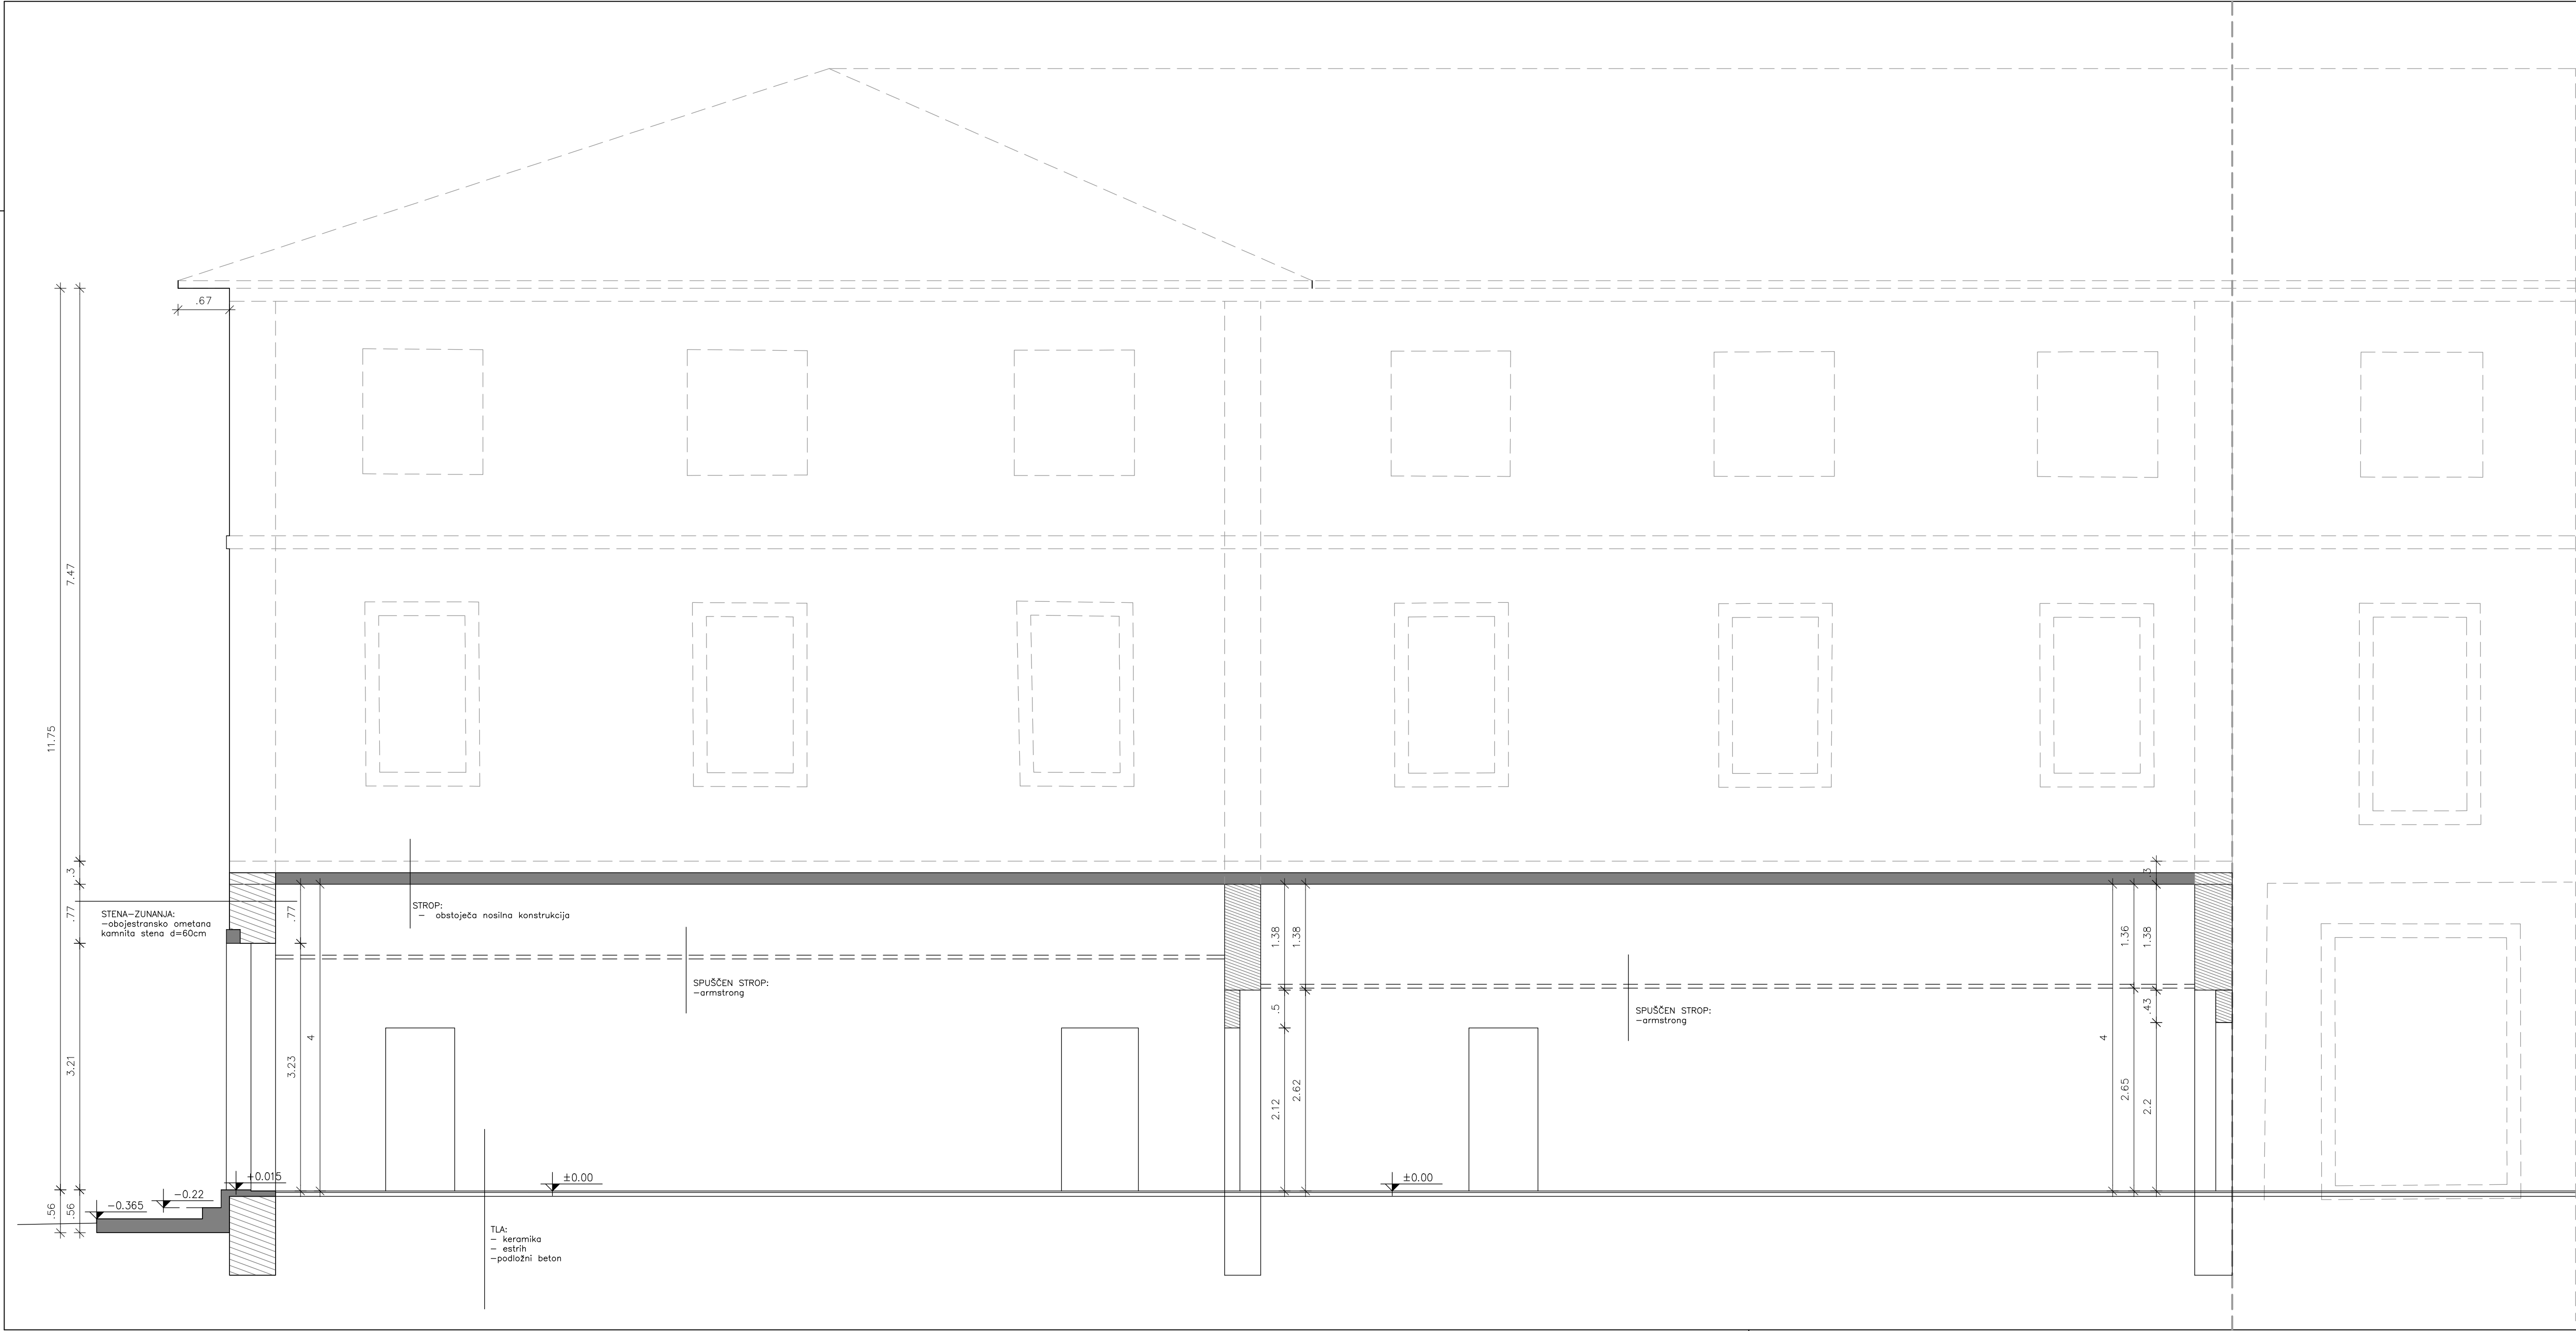 .67
11.75
7.47
.3
.77
3.21
.56
.56
STENA-ZUNANJA:
-obojestransko ometana
kamnita stena d=60cm
-0.365
-0.22
+0.015
.77
3.23
4
STROP:
- obstoječa nosilna konstrukcija
SPUŠČEN STROP:
-armstrong
TLA:
- keramika
- estrih
-podložni beton
±0.00
1.38
1.38
.5
2.12
2.62
±0.00
SPUŠČEN STROP:
-armstrong
4
1.36
2.65
.3
1.38
.43
2.2